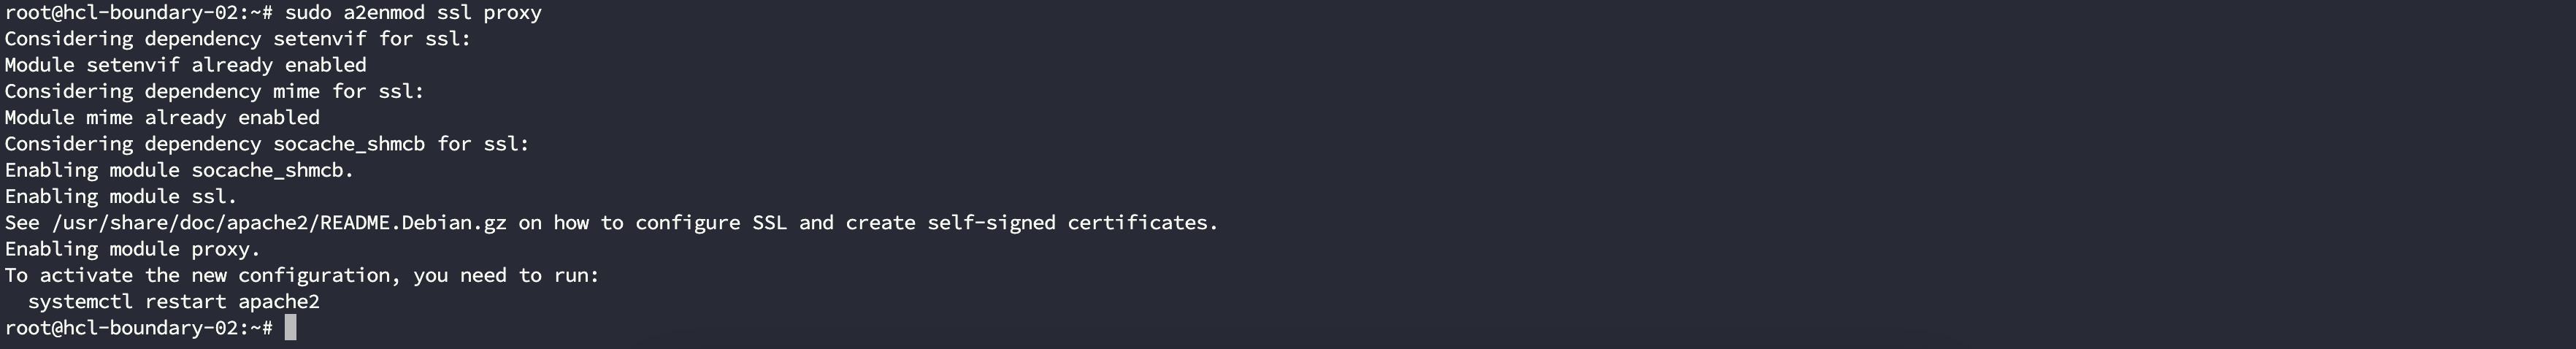 root@hcl-boundary-02:~# sudo a2enmod ssl proxy
Considering dependency setenvif for ssl:
Module setenvif already enabled
Considering dependency mime for ssl:
Module mime already enabled
Considering dependency socache_shmcb for ssl:
Enabling module socache_shmcb.
Enabling module ssl.
See /usr/share/doc/apache2/README.Debian.gz on how to configure SSL and create self-signed certificates.
Enabling module proxy.
To activate the new configuration, you need to run:
  systemctl restart apache2
root@hcl-boundary-02:~#